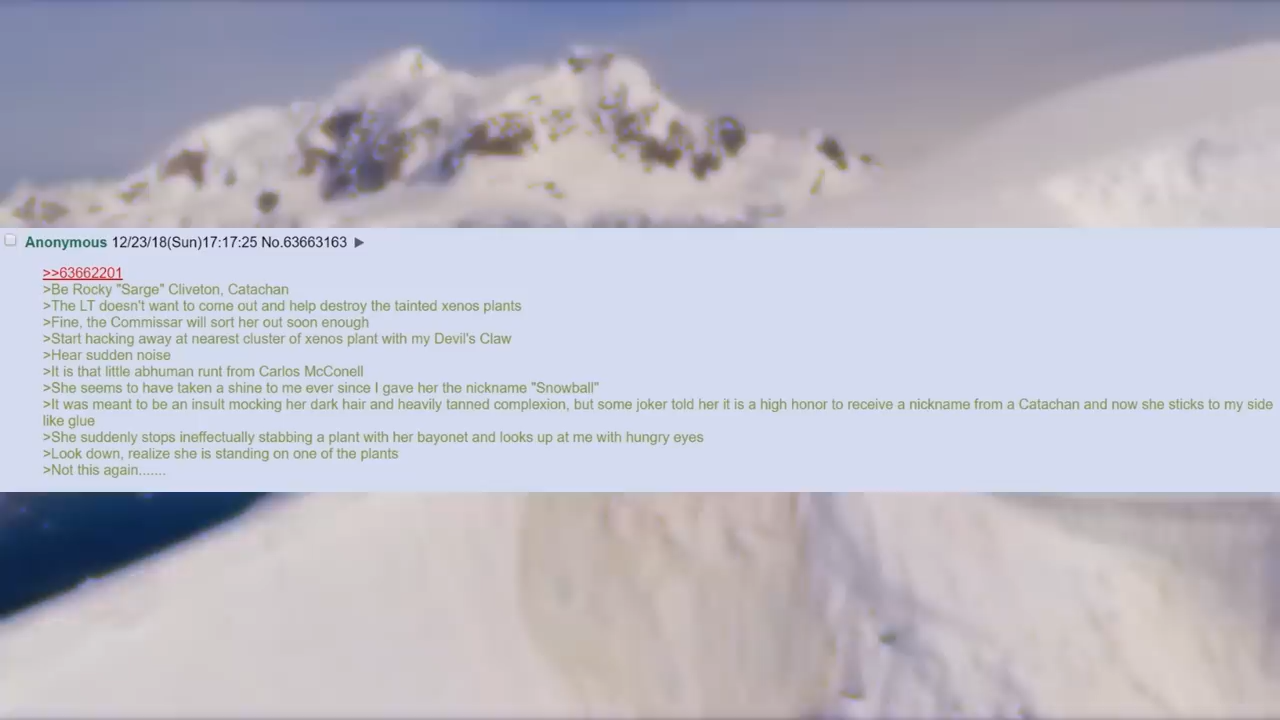 Anonymous 12/23/18(Sun)17:17:25 No.63663163 ▶
>>63662201
>Be Rocky "Sarge" Cliveton, Catachan
>The LT doesn't want to come out and help destroy the tainted xenos plants
>Fine, the Commissar will sort her out soon enough
>Start hacking away at nearest cluster of xenos plant with my Devil's Claw
>Hear sudden noise
>It is that little abhuman runt from Carlos McConell
>She seems to have taken a shine to me ever since I gave her the nickname "Snowball"
>It was meant to be an insult mocking her dark hair and heavily tanned complexion, but some joker told her it is a high honor to receive a nickname from a Catachan and now she sticks to my side
like glue
>She suddenly stops ineffectually stabbing a plant with her bayonet and looks up at me with hungry eyes
>Look down, realize she is standing on one of the plants
>Not this again.......